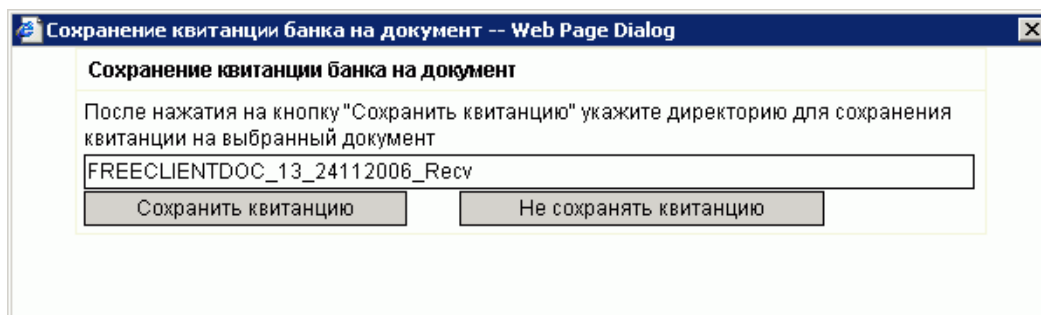 Сохранение квитанции банка на документ -- Web Page Dialog
Сохранение квитанции банка на документ
После нажатия на кнопку "Сохранить квитанцию" укажите директорию для сохранения
квитанции на выбранный документ
FREECLIENTDOC_13_24112006_Recv
Сохранить квитанцию
Не сохранять квитанцию